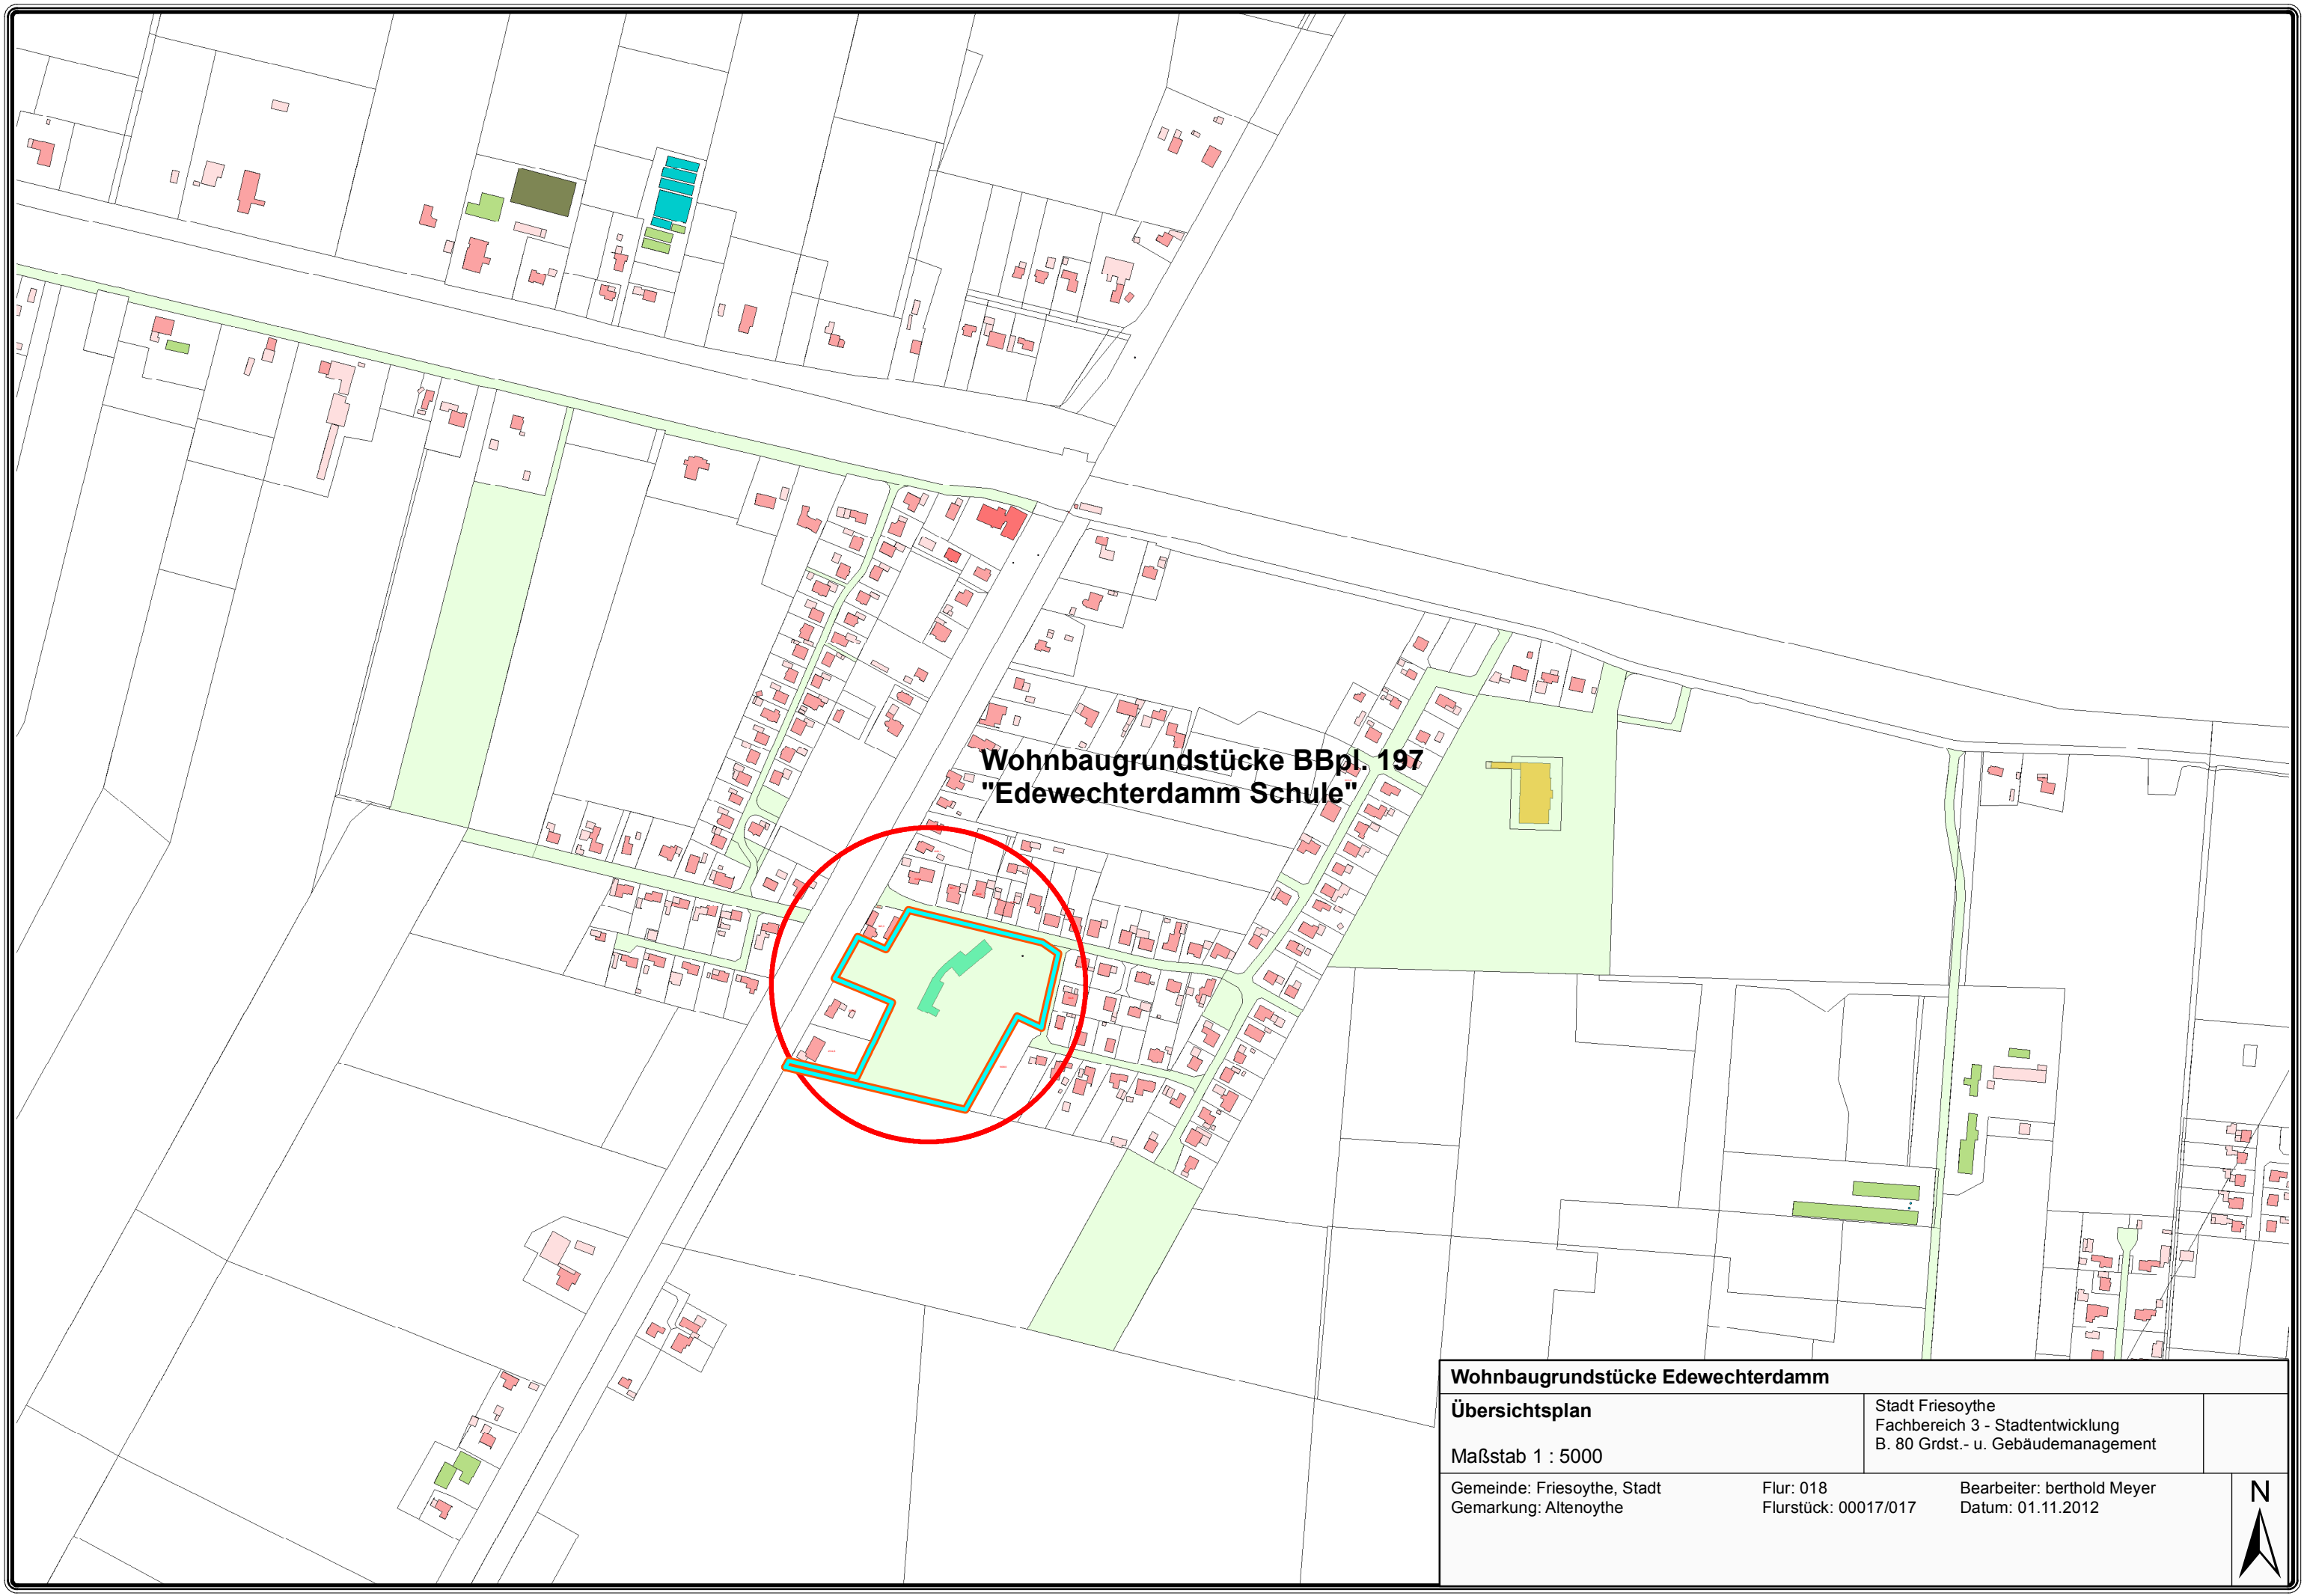 Wohnbaugrundstücke BBpl. 197
"Edewechterdamm Schule"
Wohnbaugrundstücke Edewechterdamm
Übersichtsplan
Maßstab 1 : 5000
Stadt Friesoythe
Fachbereich 3 - Stadtentwicklung
B. 80 Grdst.- u. Gebäudemanagement
Gemeinde: Friesoythe, Stadt
Gemarkung: Altenoythe
Flur: 018
Flurstück: 00017/017
Bearbeiter: berthold Meyer
Datum: 01.11.2012
N